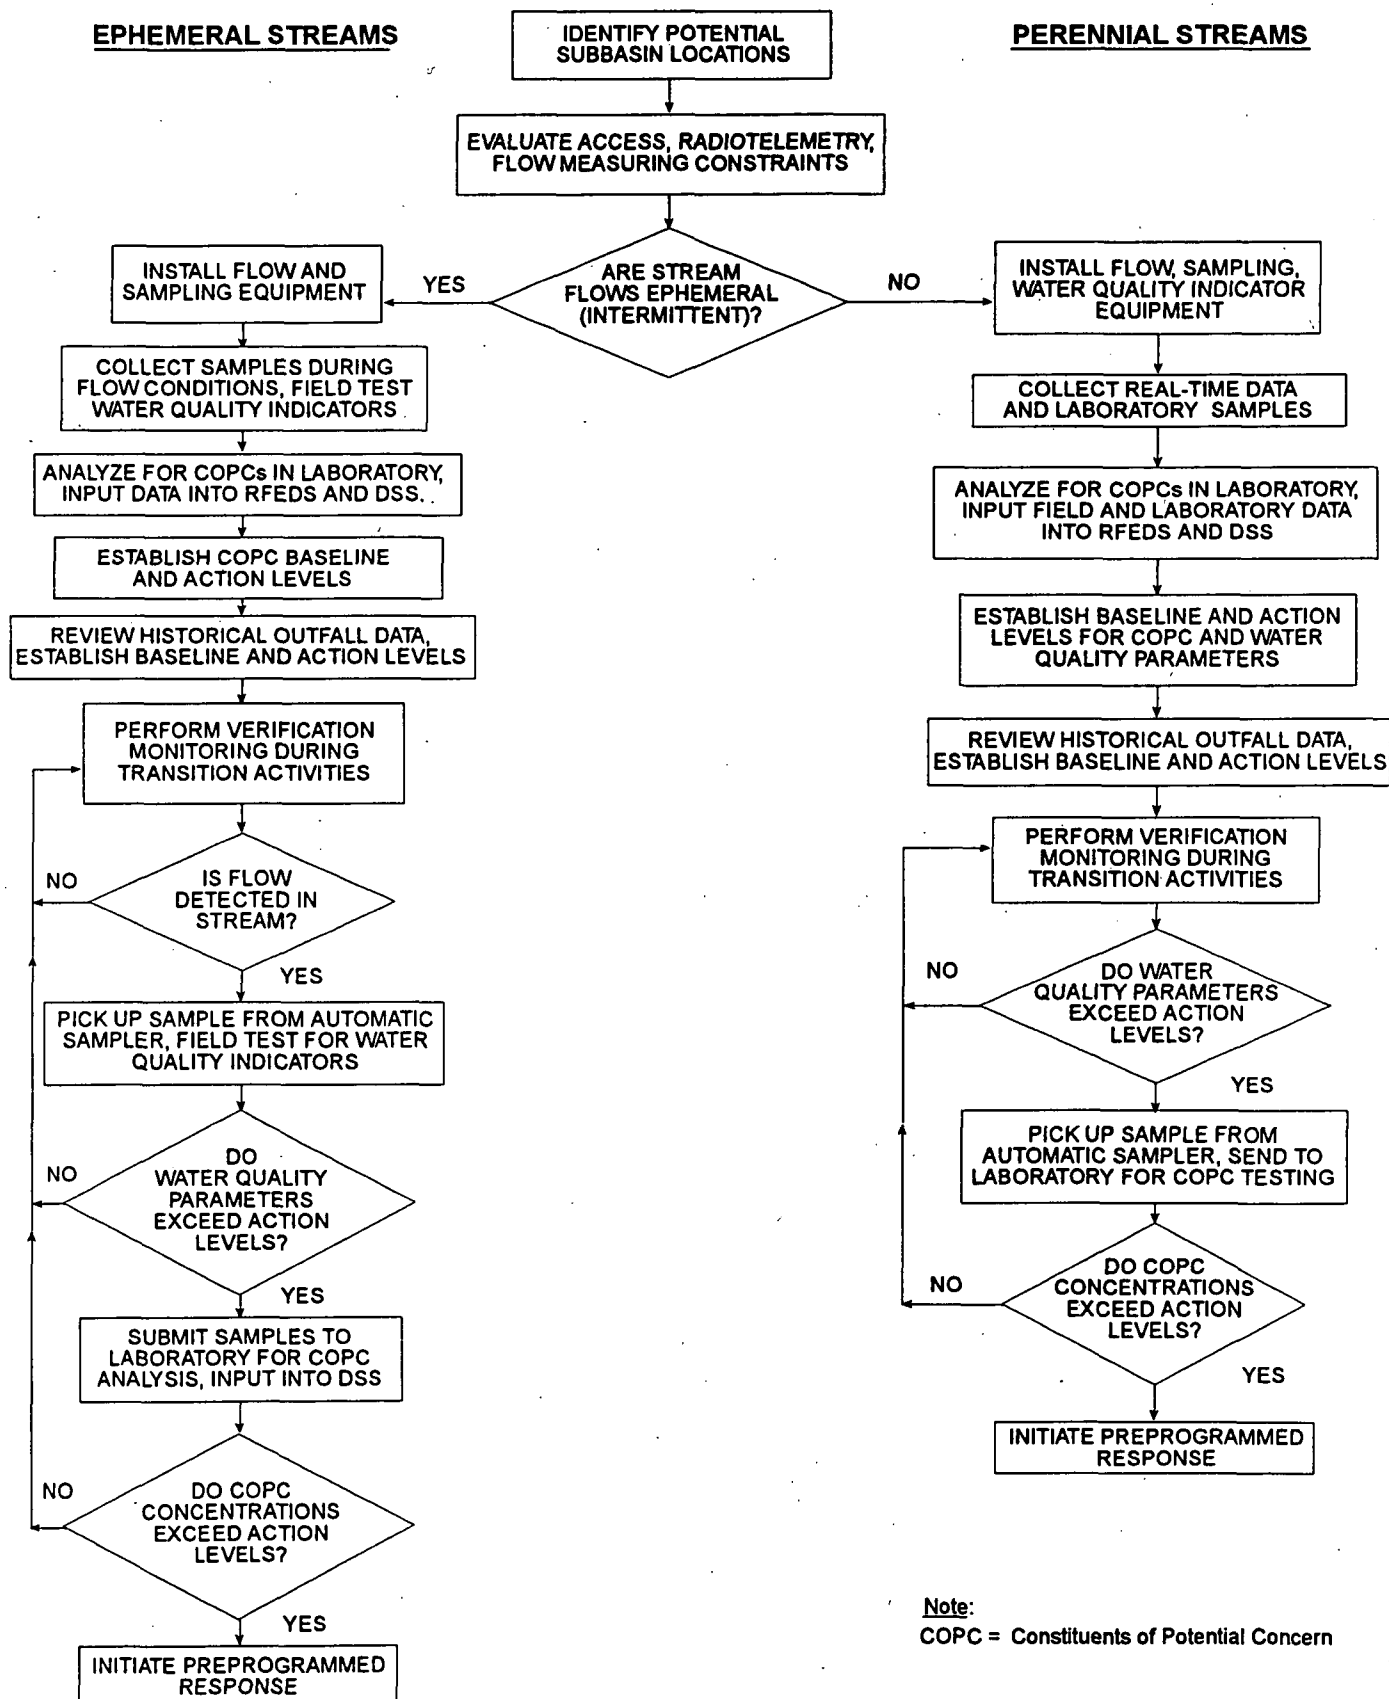 EPHEMERAL STREAMS
PERENNIAL STREAMS
IDENTIFY POTENTIAL
SUBBASIN LOCATIONS
EVALUATE ACCESS, RADIOTELEMETRY,
FLOW MEASURING CONSTRAINTS
ARE STREAM
FLOWS EPHEMERAL
(INTERMITTENT)?
YES
NO
INSTALL FLOW AND
SAMPLING EQUIPMENT
COLLECT SAMPLES DURING
FLOW CONDITIONS, FIELD TEST
WATER QUALITY INDICATORS
ANALYZE FOR COPCs IN LABORATORY,
INPUT DATA INTO RFEDS AND DSS.
ESTABLISH COPC BASELINE
AND ACTION LEVELS
REVIEW HISTORICAL OUTFALL DATA,
ESTABLISH BASELINE AND ACTION LEVELS
PERFORM VERIFICATION
MONITORING DURING
TRANSITION ACTIVITIES
IS FLOW
DETECTED IN
STREAM?
NO
YES
PICK UP SAMPLE FROM AUTOMATIC
SAMPLER, FIELD TEST FOR WATER
QUALITY INDICATORS
DO
WATER QUALITY
PARAMETERS
EXCEED ACTION
LEVELS?
NO
YES
SUBMIT SAMPLES TO
LABORATORY FOR COPC
ANALYSIS, INPUT INTO DSS
DO COPC
CONCENTRATIONS
EXCEED ACTION
LEVELS?
NO
YES
INITIATE PREPROGRAMMED
RESPONSE
INSTALL FLOW, SAMPLING,
WATER QUALITY INDICATOR
EQUIPMENT
COLLECT REAL-TIME DATA
AND LABORATORY SAMPLES
ANALYZE FOR COPCs IN LABORATORY,
INPUT FIELD AND LABORATORY DATA
INTO RFEDS AND DSS
ESTABLISH BASELINE AND ACTION
LEVELS FOR COPC AND WATER
QUALITY PARAMETERS
REVIEW HISTORICAL OUTFALL DATA,
ESTABLISH BASELINE AND ACTION LEVELS
PERFORM VERIFICATION
MONITORING DURING
TRANSITION ACTIVITIES
DO WATER
QUALITY PARAMETERS
EXCEED ACTION
LEVELS?
NO
YES
PICK UP SAMPLE FROM
AUTOMATIC SAMPLER, SEND TO
LABORATORY FOR COPC TESTING
DO COPC
CONCENTRATIONS
EXCEED ACTION
LEVELS?
NO
YES
INITIATE PREPROGRAMMED
RESPONSE
Note:
COPC = Constituents of Potential Concern